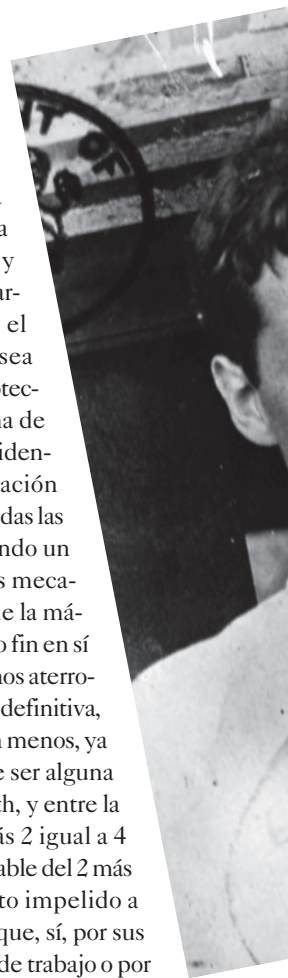 a
y
ar-
el
sea
otec-
na de
iden-
ación
das las
ndo un
s meca-
e la má-
o fin en sí
nos aterro-
definitiva,
n menos, ya
e ser alguna
th, y entre la
ás 2 igual a 4
able del 2 más
to impelido a
que, sí, por sus
de trabajo o por